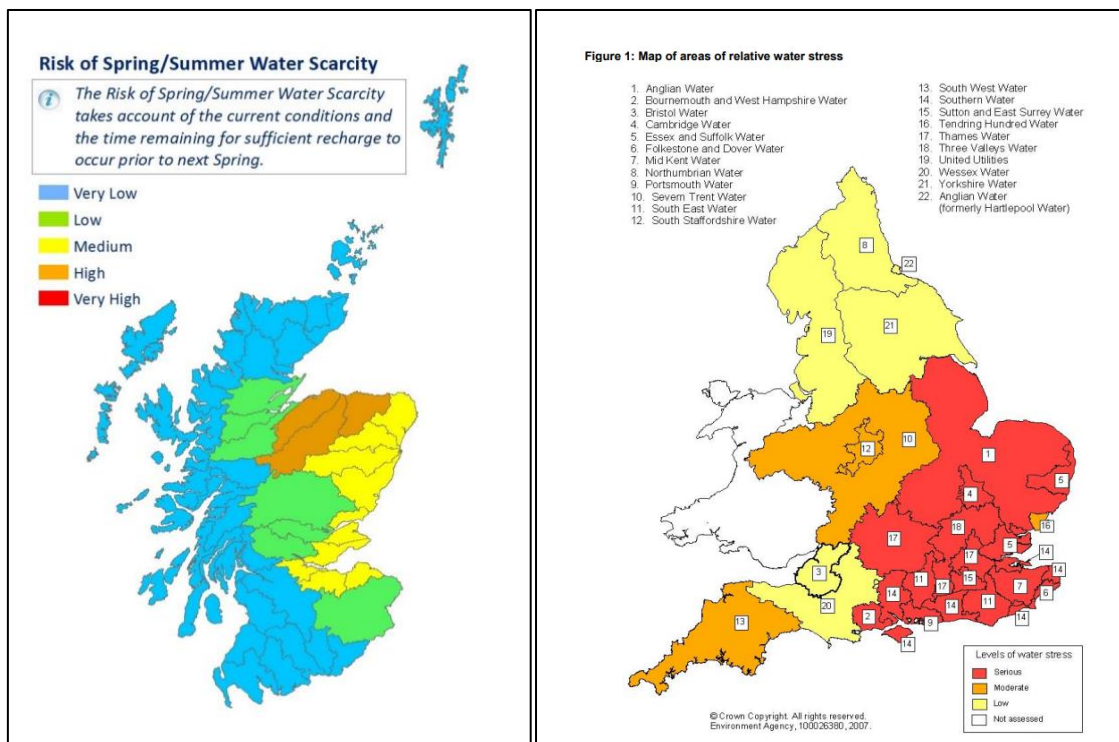 Risk of Spring/Summer Water Scarcity
The Risk of Spring/Summer Water Scarcity
takes account of the current conditions and
the time remaining for sufficient recharge to
occur prior to next Spring.
Very Low
Low
Medium
High
Very High
Figure 1: Map of areas of relative water stress
1. Anglian Water
2. Bournemouth and West Hampshire Water
3. Bristol Water
4. Cambridge Water
5. Essex and Suffolk Water
6. Folkestone and Dover Water
7. Mid Kent Water
8. Northumbrian Water
9. Portsmouth Water
10. Severn Trent Water
11. South East Water
12. South Staffordshire Water
13. South West Water
14. Southern Water
15. Sutton and East Surrey Water
16. Tendring Hundred Water
17. Thames Water
18. Three Valleys Water
19. United Utilities
20. Wessex Water
21. Yorkshire Water
22. Anglian Water
(formerly Hartlepool Water)
8
22
21
19
1
10
12
5
4
16
18
17
5
14
17
3
14
15
11
7
17
14
6
11
20
14
2
9
14
13
14
Levels of water stress
Serious
Moderate
Low
Not assessed
© Crown Copyright. All rights reserved.
Environment Agency, 100026380, 2007.